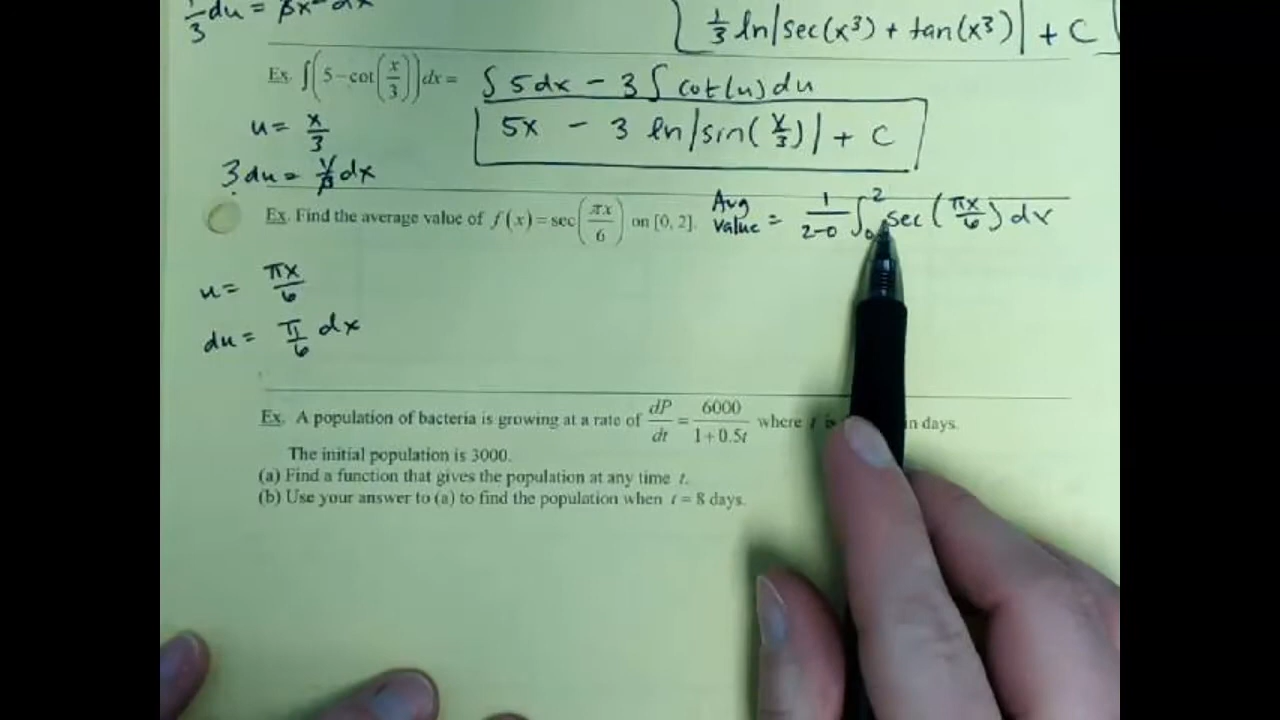 1/3 du = 3x² dx
1/3 ln|sec(x³) + tan(x³)| + C
Ex. ∫(5 − cot(x/3))dx = ∫ 5dx − 3 ∫ cot(u) du
u = x/3
5x − 3 ln|sin(x/3)| + C
3 du = 1/3 dx
Ex. Find the average value of f(x) = sec(πx/6) on [0, 2]. Avg value = 1/(2−0) ∫₀² sec(πx/6) dx
u = πx/6
du = π/6 dx
Ex. A population of bacteria is growing at a rate of dP/dt = 6000/(1+0.5t) where t is in days.
The initial population is 3000.
(a) Find a function that gives the population at any time t.
(b) Use your answer to (a) to find the population when t = 8 days.